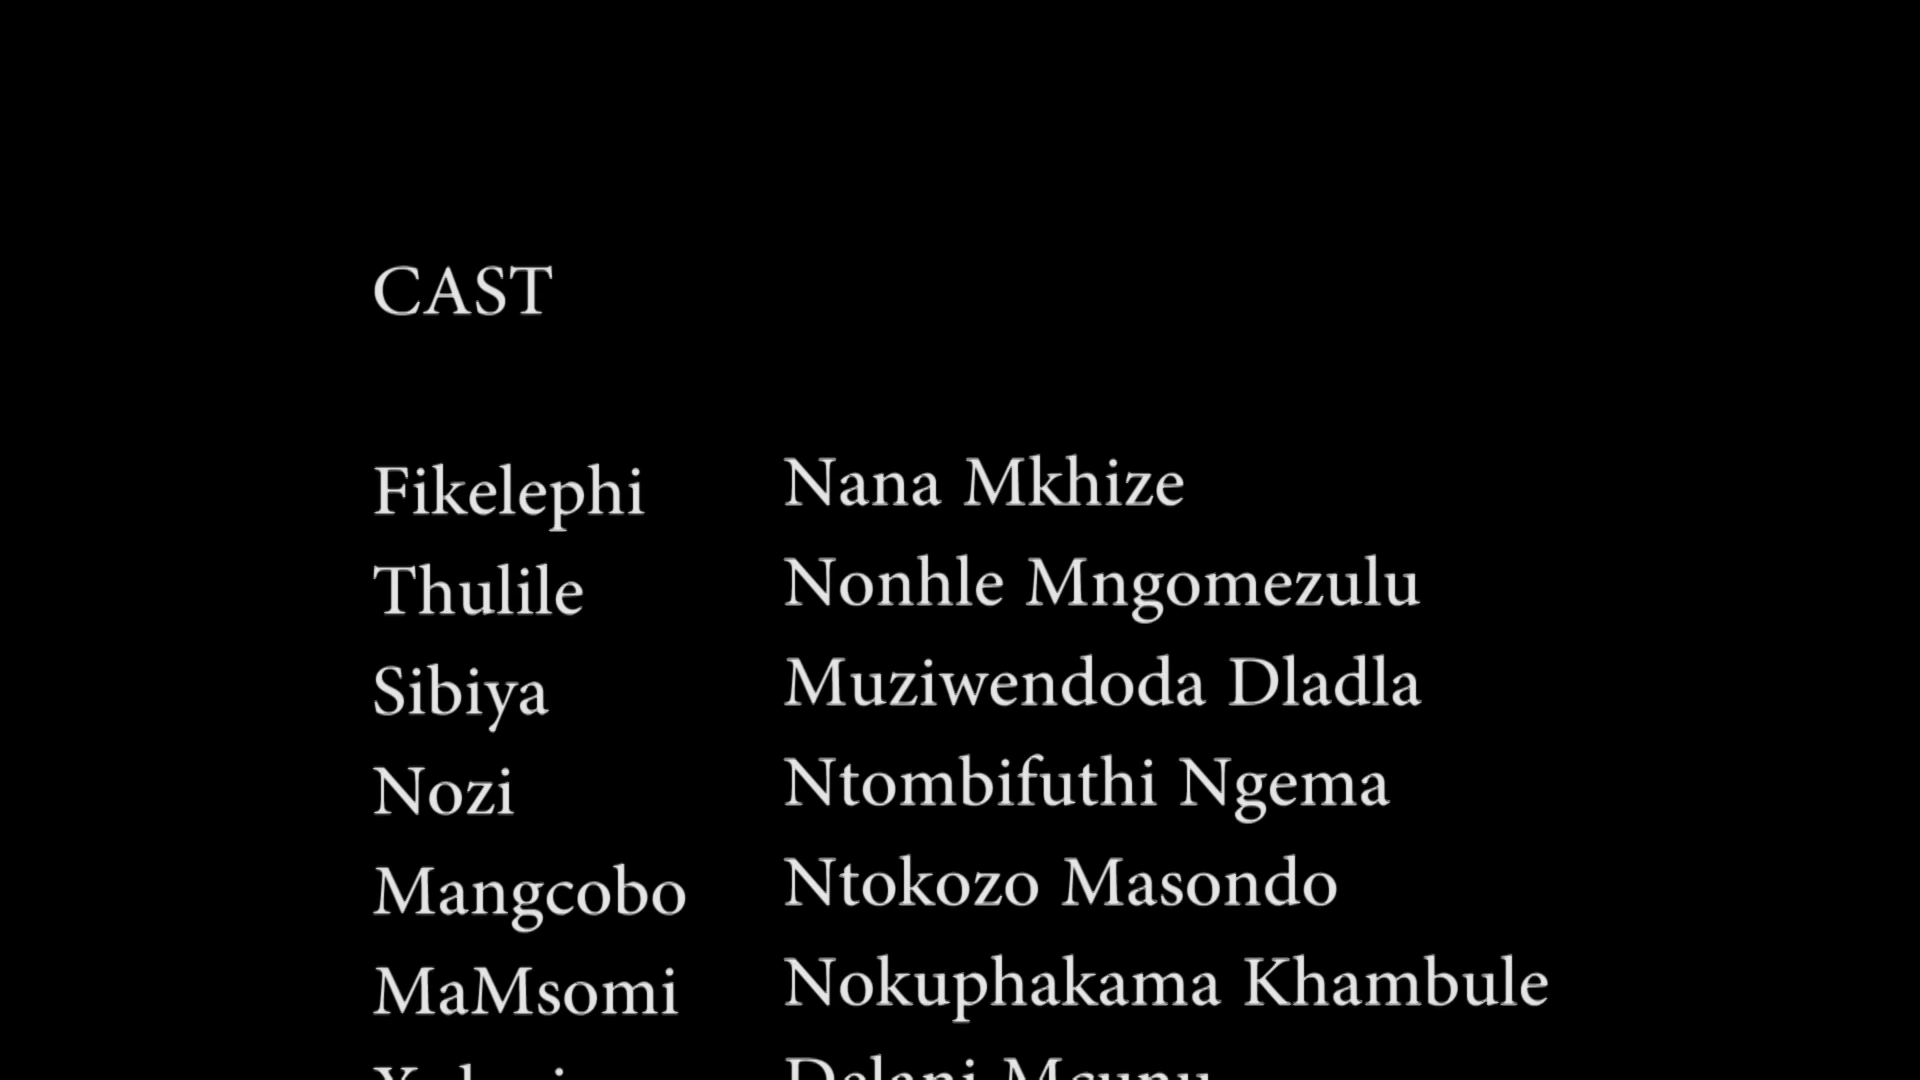 CAST
Fikelephi Nana Mkhize
Thulile Nonhle Mngomezulu
Sibiya Muziwendoda Dladla
Nozi Ntombifuthi Ngema
Mangcobo Ntokozo Masondo
MaMsomi Nokuphakama Khambule